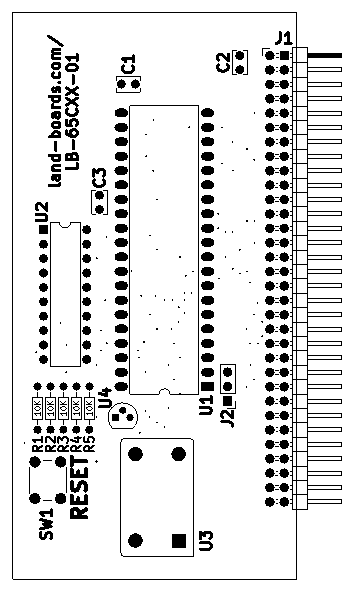 J1
C2
C1
land-boards.com/
LB-65CXX-01
C3
U2
U4
U1
J2
10K
10K
10K
10K
10K
R1
R2
R3
R4
R5
RESET
SW1
U3